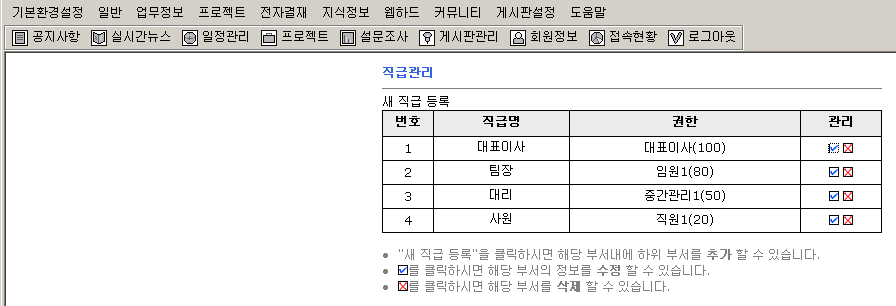 기본환경설정 일반 업무정보 프로젝트 전자결재 지식정보 웹하드 커뮤니티 게시판설정 도움말
공지사항 실시간뉴스 일정관리 프로젝트 설문조사 게시판관리 회원정보 접속현황 로그아웃
직급관리
새 직급 등록
번호 직급명 권한 관리
1 대표이사 대표이사(100)
2 팀장 임원1(80)
3 대리 중간관리1(50)
4 사원 직원1(20)
● "새 직급 등록"을 클릭하시면 해당 부서내에 하위 부서를 추가 할 수 있습니다.
● 를 클릭하시면 해당 부서의 정보를 수정 할 수 있습니다.
● 를 클릭하시면 해당 부서를 삭제 할 수 있습니다.